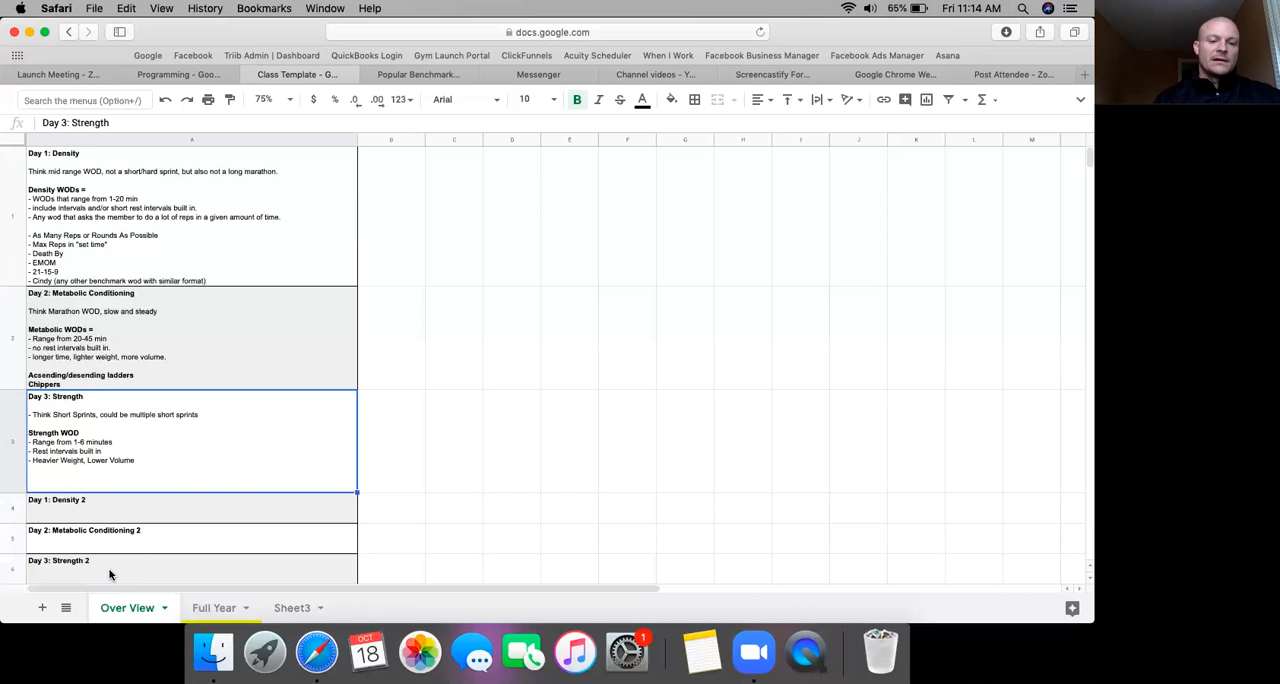 Safari File Edit View History Bookmarks Window Help 65% Fri 11:14 AM
docs.google.com
Google Facebook Triib Admin | Dashboard QuickBooks Login Gym Launch Portal ClickFunnels Acuity Scheduler When I Work Facebook Business Manager Facebook Ads Manager Asana
Launch Meeting - Z... Programming - Goo... Class Template - G... Popular Benchmark... Messenger Channel videos - Y... Screencastify For... Google Chrome We... Post Attendee - Zo...
Search the menus (Option+/) 75% $ % .0 .00 123 Arial 10 B I S A
fx Day 3: Strength
A B C D E F G H I J K L M
1
Day 1: Density
Think mid range WOD, not a short/hard sprint, but also not a long marathon.
Density WODs =
- WODs that range from 1-20 min
- include intervals and/or short rest intervals built in.
- Any wod that asks the member to do a lot of reps in a given amount of time.
- As Many Reps or Rounds As Possible
- Max Reps in "set time"
- Death By
- EMOM
- 21-15-9
- Cindy (any other benchmark wod with similar format)
2
Day 2: Metabolic Conditioning
Think Marathon WOD, slow and steady
Metabolic WODs =
- Range from 20-45 min
- no rest intervals built in.
- longer time, lighter weight, more volume.
Acsending/desending ladders
Chippers
3
Day 3: Strength
- Think Short Sprints, could be multiple short sprints
Strength WOD
- Range from 1-6 minutes
- Rest intervals built in
- Heavier Weight, Lower Volume
4
Day 1: Density 2
5
Day 2: Metabolic Conditioning 2
6
Day 3: Strength 2
Over View Full Year Sheet3
OCT
18
1